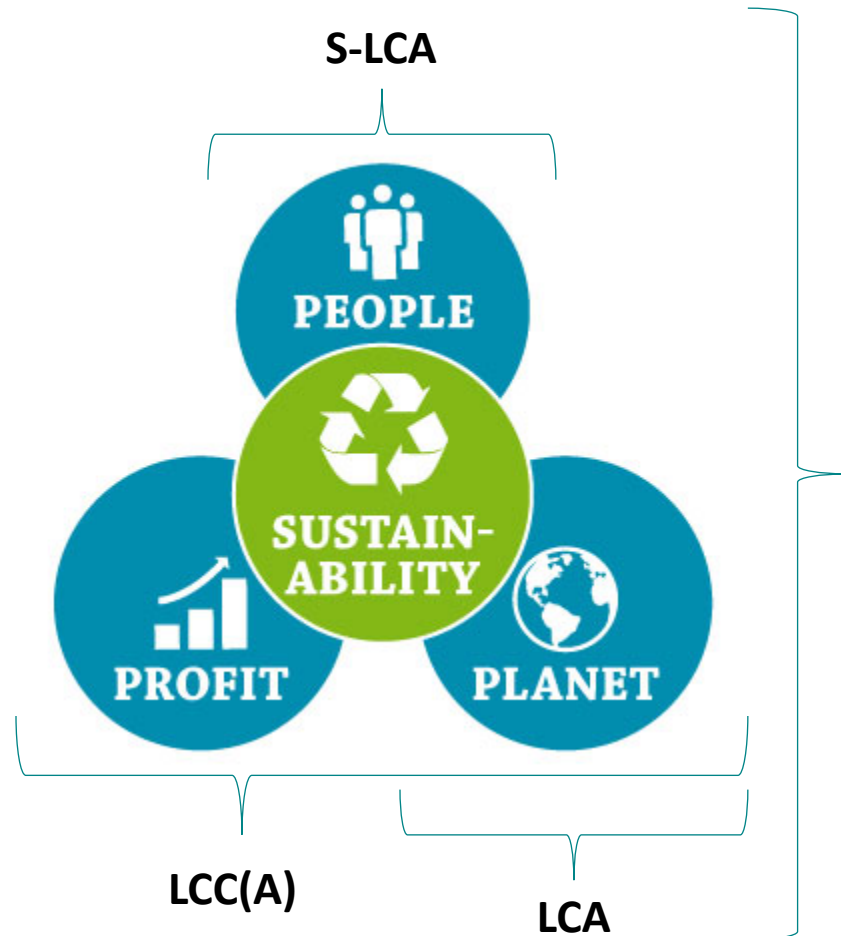 S-LCA
PEOPLE
SUSTAIN-
ABILITY
PROFIT
PLANET
LCC(A)
LCA